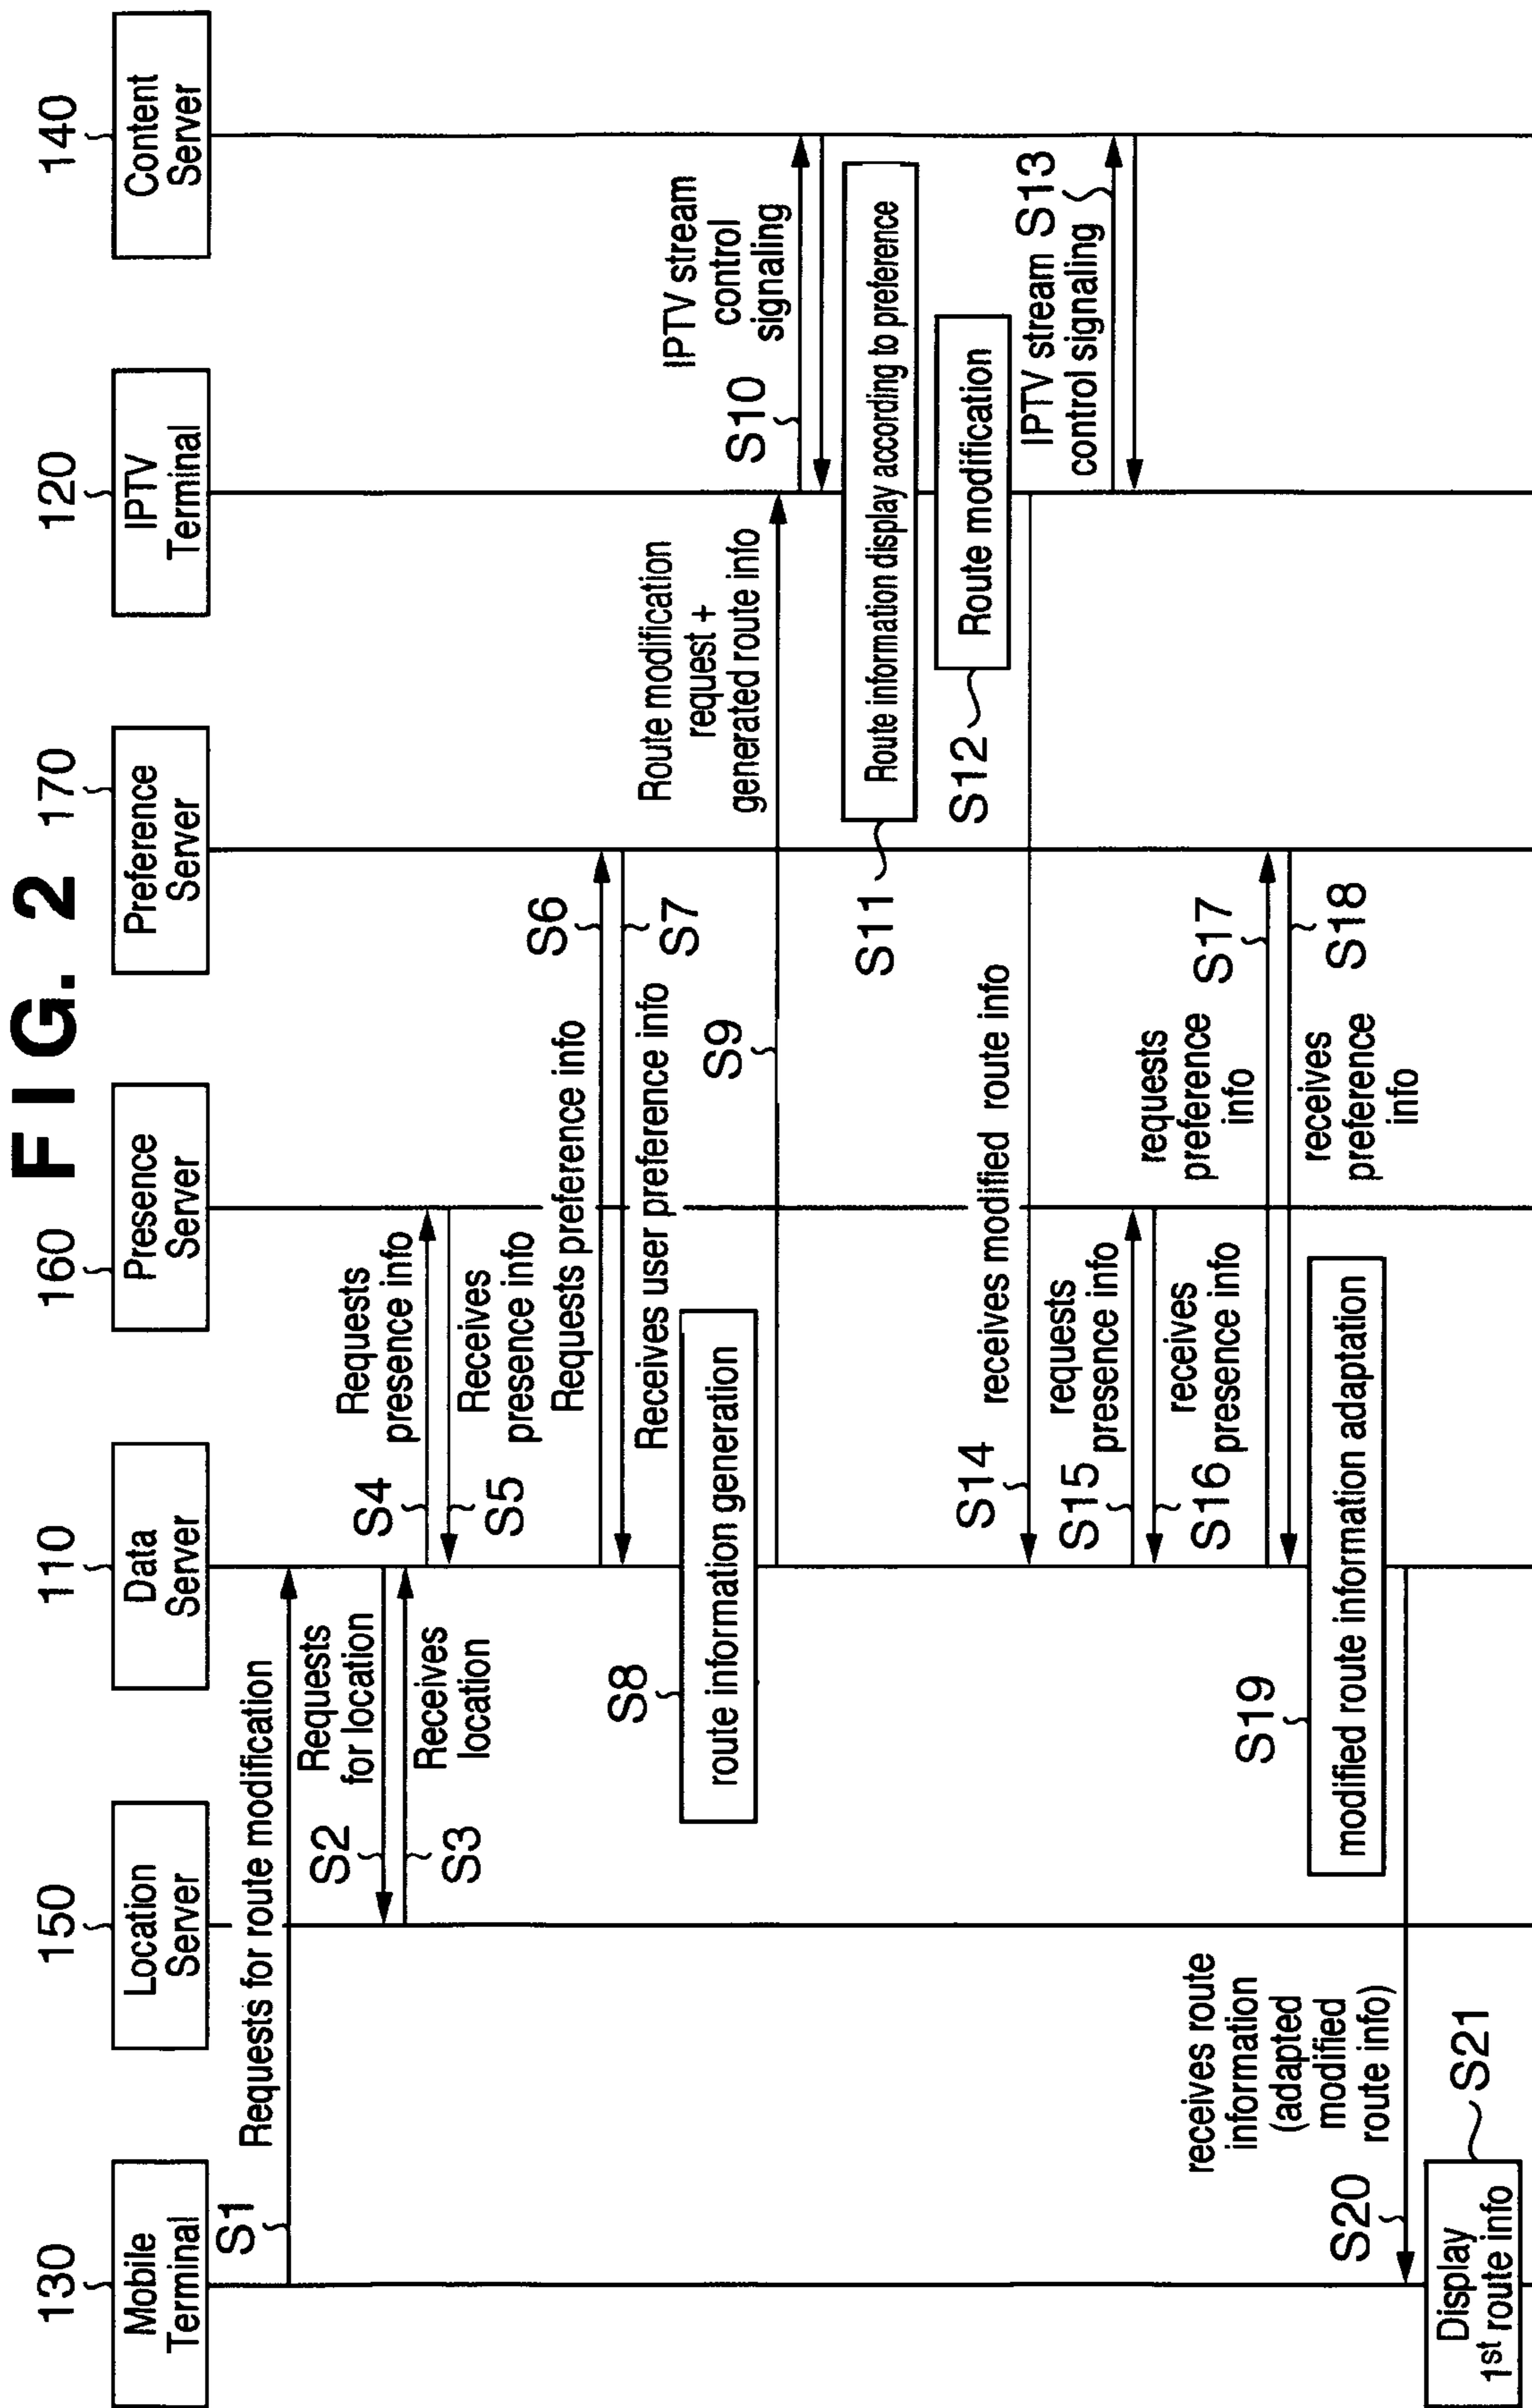 FIG. 2
130
150
110
160
170
120
140
Mobile
Terminal
Location
Server
Data
Server
Presence
Server
Preference
Server
IPTV
Terminal
Content
Server
S1
Requests for route modification
S2
Requests
for location
S3
Receives
location
S4
Requests
presence info
S5
Receives
presence info
S6
Requests preference info
S7
Receives user preference info
S8
route information generation
S9
Route modification
request +
generated route info
S10
IPTV stream
control
signaling
S11
Route information display according to preference
S12
Route modification
S13
IPTV stream
control signaling
S14
receives modified route info
S15
requests
presence info
S16
receives
presence info
S17
requests
preference
info
S18
receives
preference
info
S19
modified route information adaptation
S20
receives route
information
(adapted
modified
route info)
S21
Display
1st route info